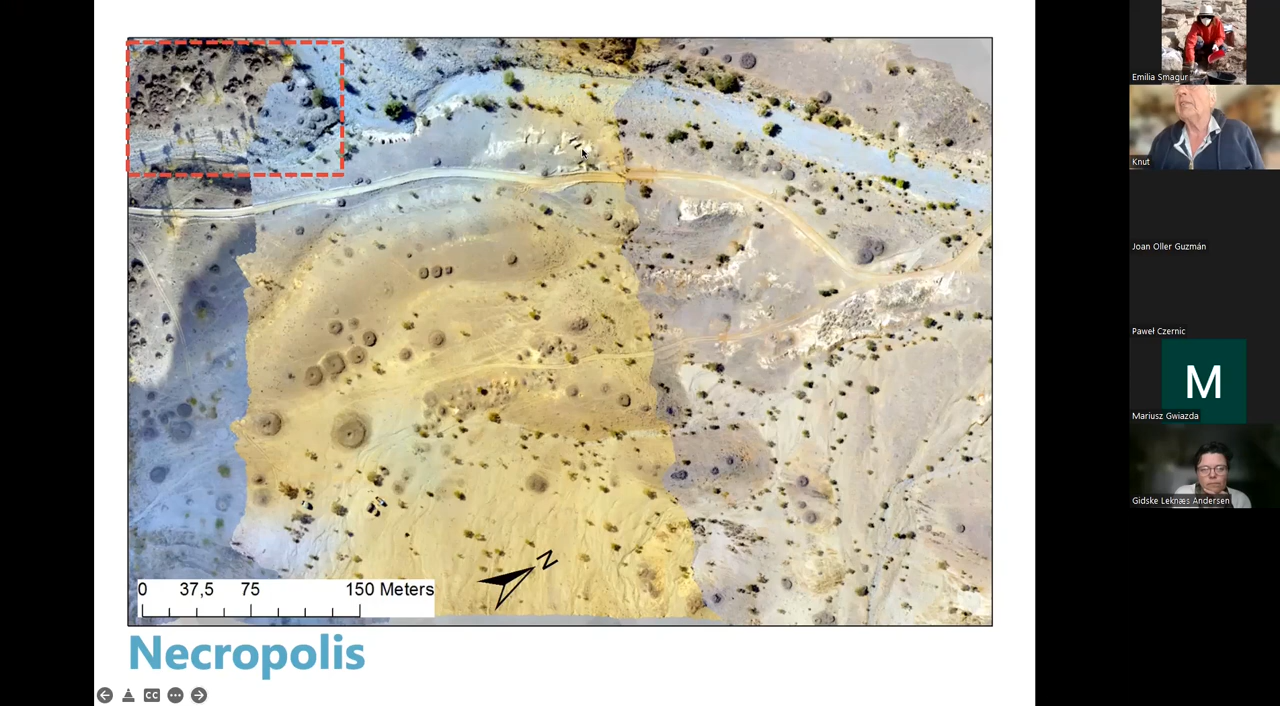 0 37,5 75 150 Meters
N
Necropolis
CC
Emilia Smagur
Knut
Joan Oller Guzmán
Paweł Czernic
M
Mariusz Gwiazda
Gidske Leknæs Andersen